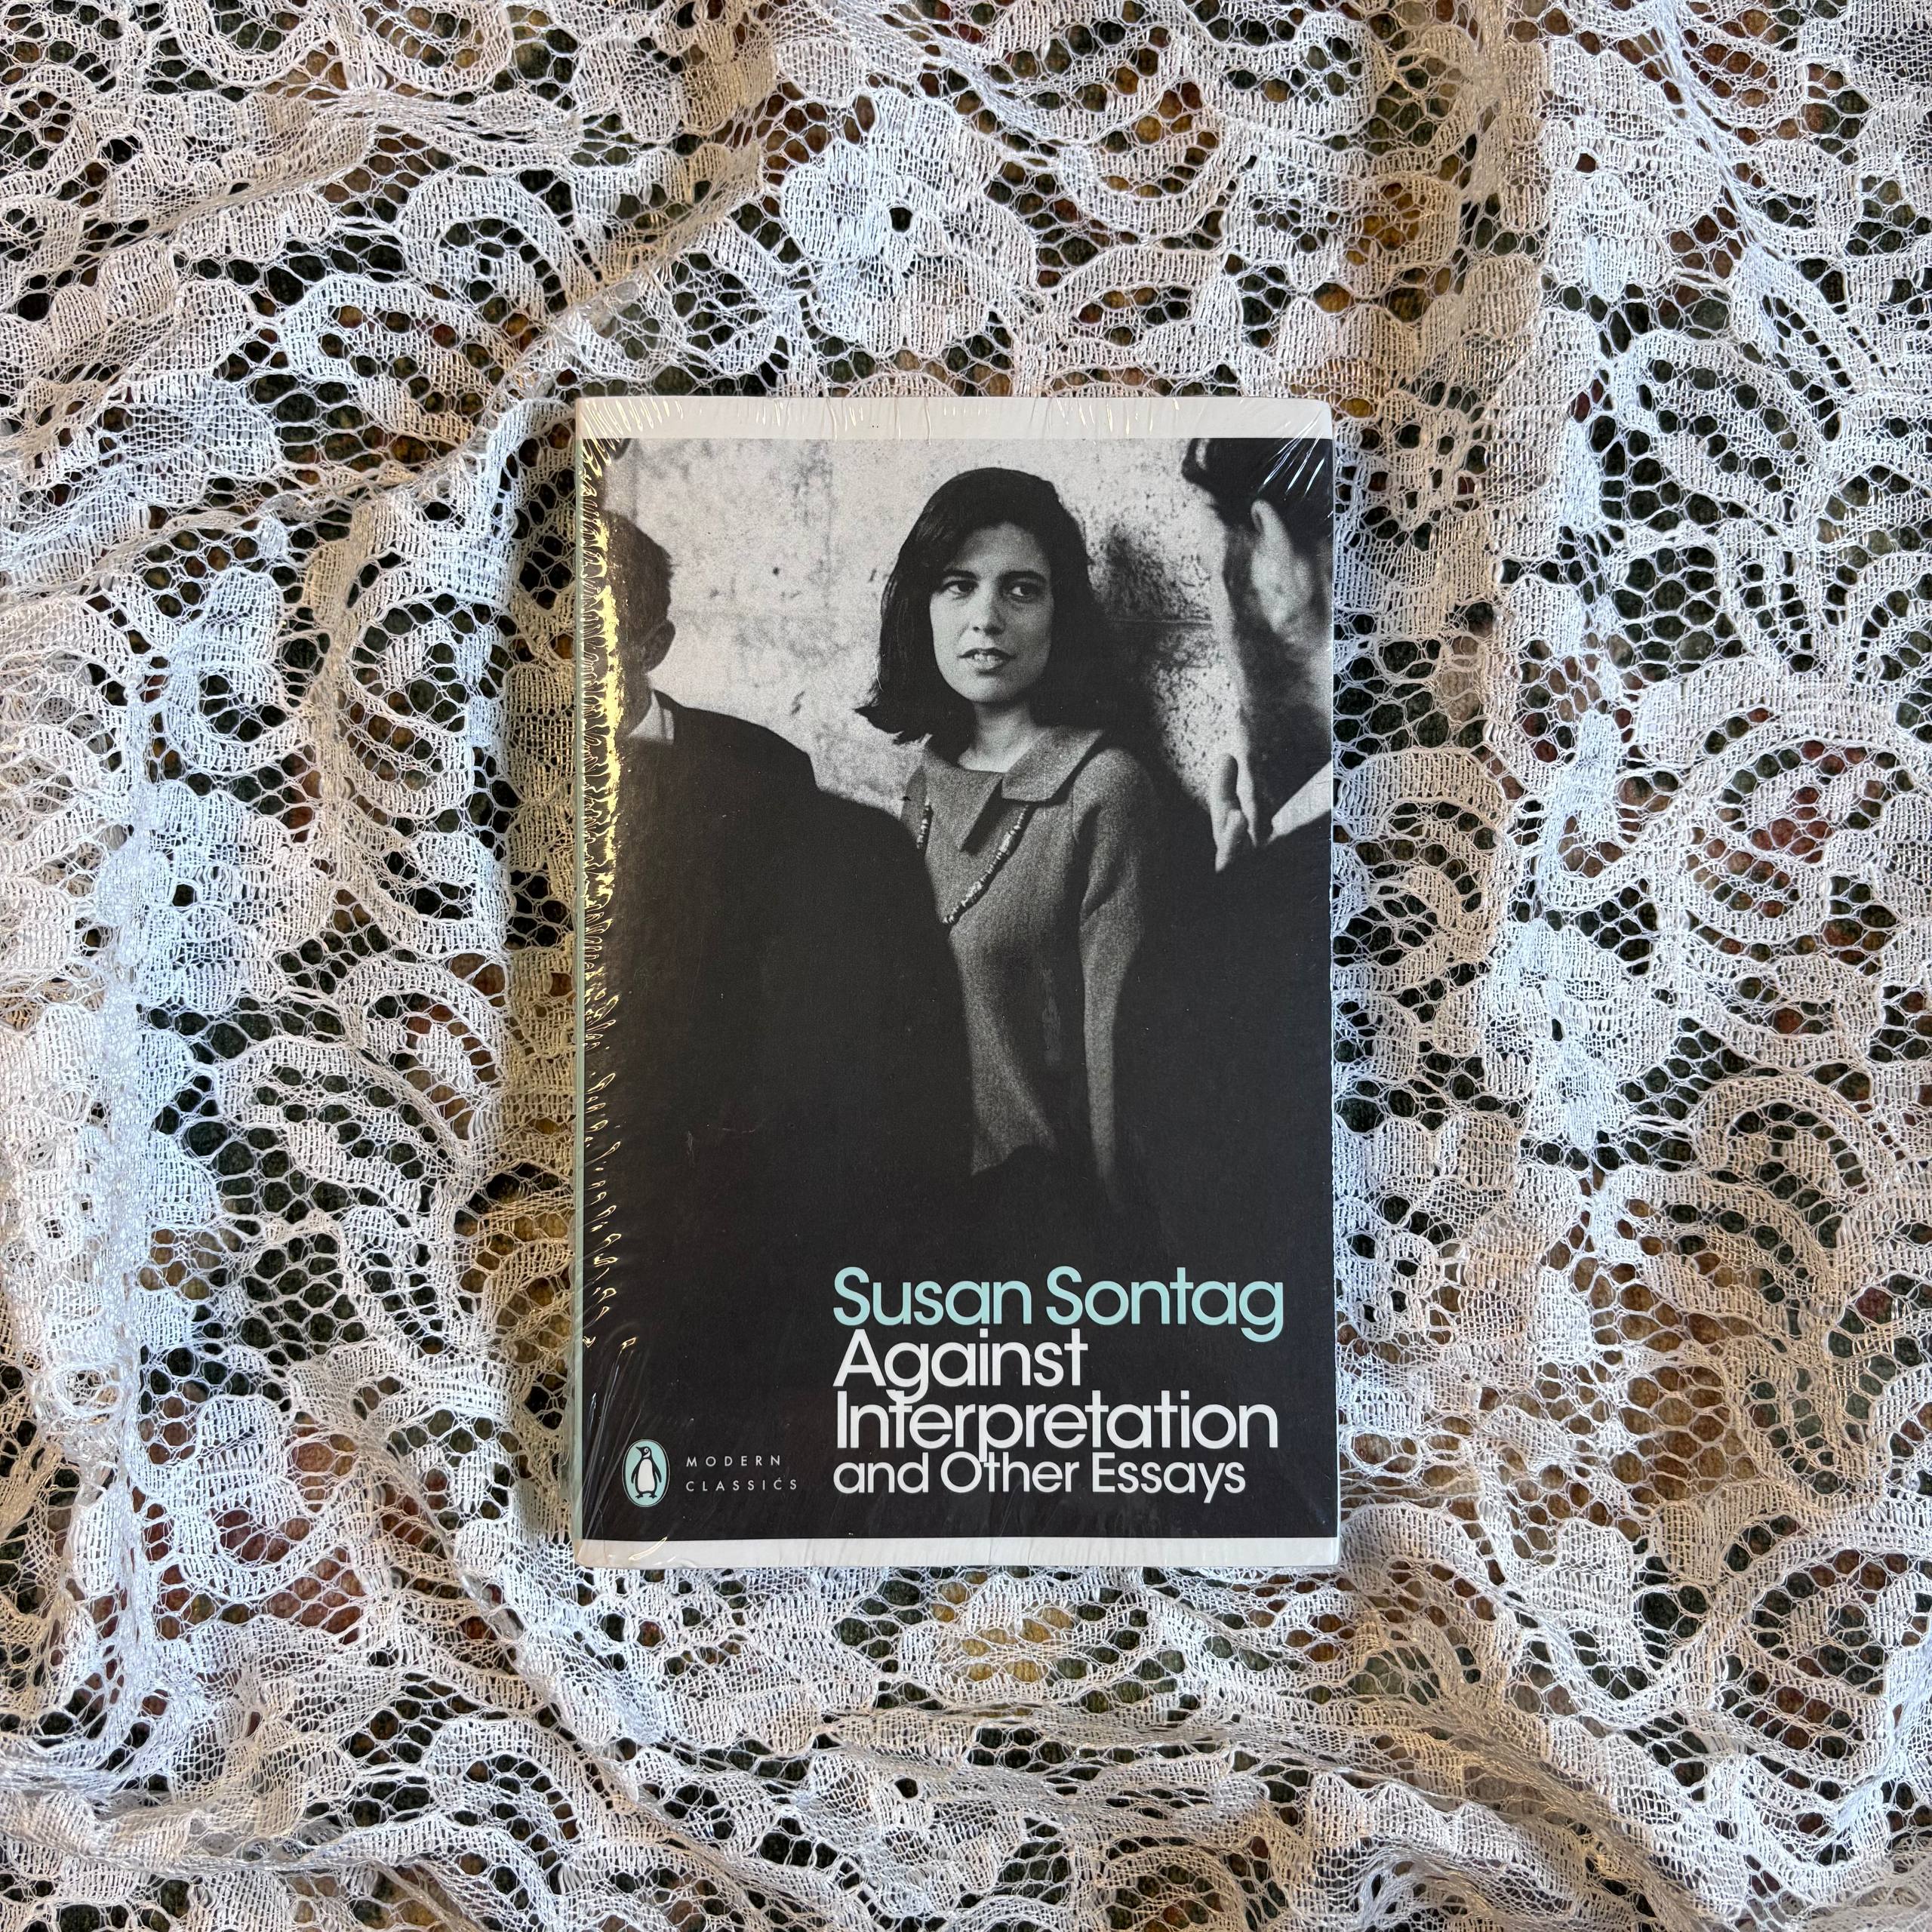 Susan Sontag
Against
Interpretation
and Other Essays
MODERN
CLASSICS